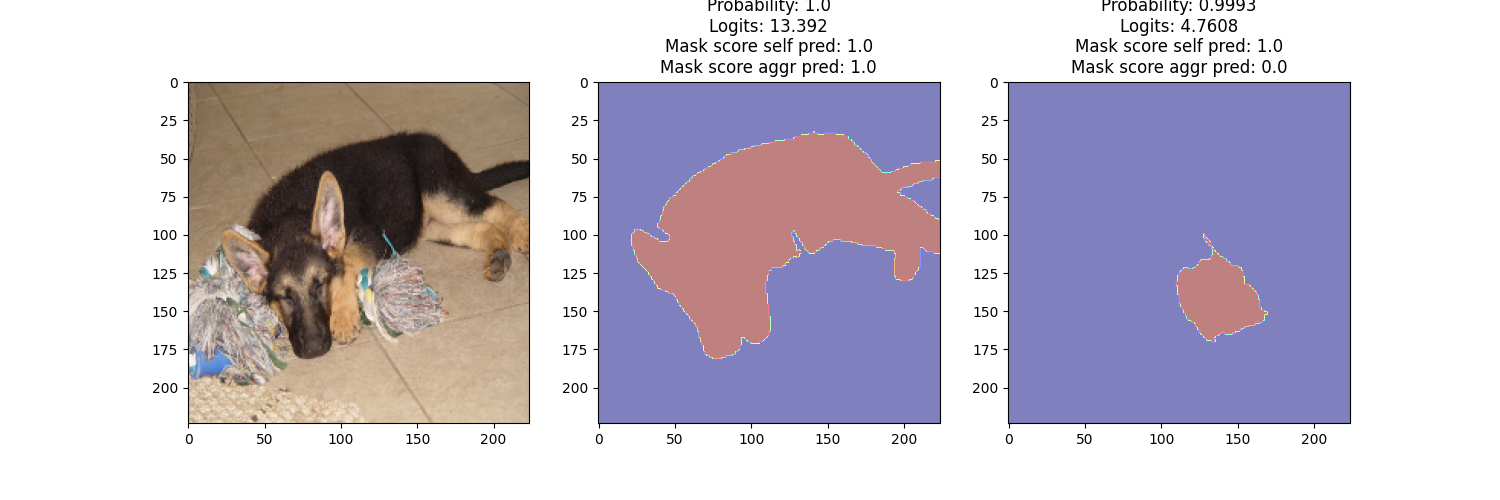 Probability: 1.0
Logits: 13.392
Mask score self pred: 1.0
Mask score aggr pred: 1.0
Probability: 0.9993
Logits: 4.7608
Mask score self pred: 1.0
Mask score aggr pred: 0.0
0
25
50
75
100
125
150
175
200
0 50 100 150 200
0
25
50
75
100
125
150
175
200
0 50 100 150 200
0
25
50
75
100
125
150
175
200
0 50 100 150 200